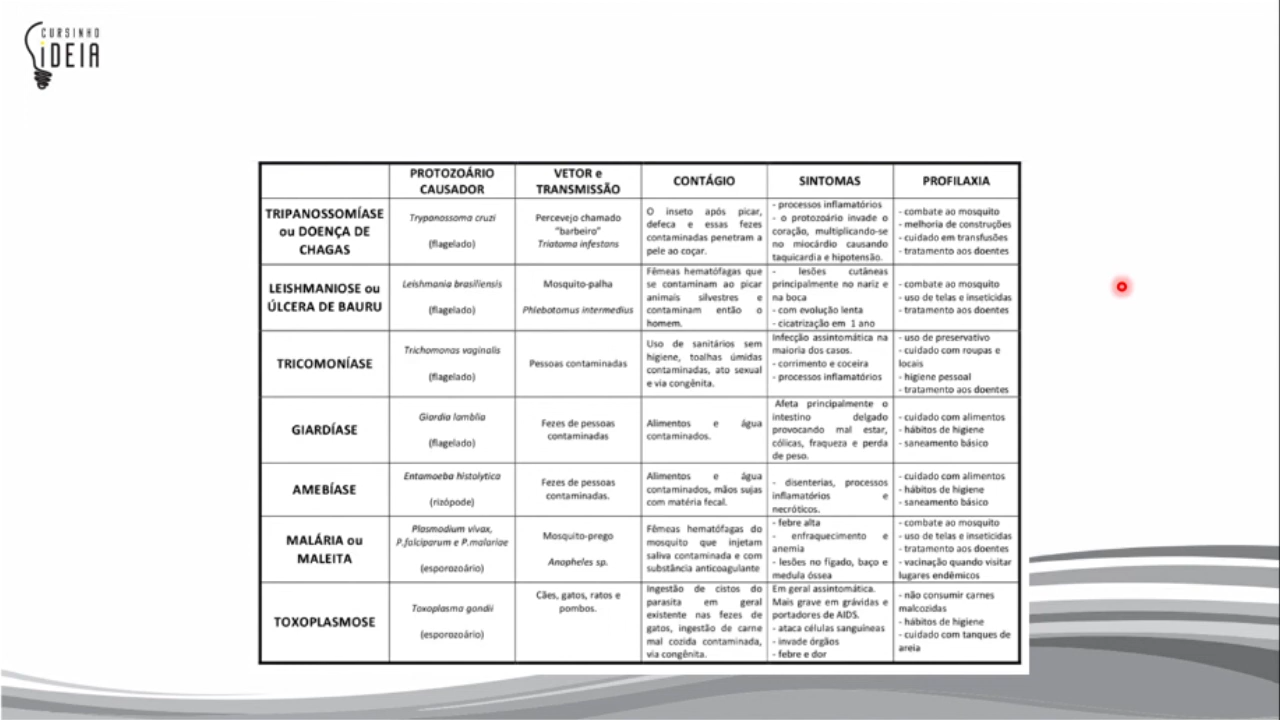 CURSINHO
iDEIA
PROTOZOÁRIO
CAUSADOR
VETOR e
TRANSMISSÃO
CONTÁGIO
SINTOMAS
PROFILAXIA
TRIPANOSSOMÍASE
ou DOENÇA DE
CHAGAS
Trypanossoma cruzi
(flagelado)
Percevejo chamado
"barbeiro"
Triatoma infestans
O inseto após picar,
defeca e essas fezes
contaminadas penetram a
pele ao coçar.
- processos inflamatórios
- o protozoário invade o
coração, multiplicando-se
no miocárdio causando
taquicardia e hipotensão.
- combate ao mosquito
- melhoria de construções
- cuidado em transfusões
- tratamento aos doentes
LEISHMANIOSE ou
ÚLCERA DE BAURU
Leishmania brasiliensis
(flagelado)
Mosquito-palha
Phlebotomus intermedius
Fêmeas hematófagas que
se contaminam ao picar
animais silvestres e
contaminam então o
homem.
- lesões cutâneas
principalmente no nariz e
na boca
- com evolução lenta
- cicatrização em 1 ano
- combate ao mosquito
- uso de telas e inseticidas
- tratamento aos doentes
TRICOMONÍASE
Trichomonas vaginalis
(flagelado)
Pessoas contaminadas
Uso de sanitários sem
higiene, toalhas úmidas
contaminadas, ato sexual
e via congênita.
Infecção assintomática na
maioria dos casos.
- corrimento e coceira
- processos inflamatórios
- uso de preservativo
- cuidado com roupas e
locais
- higiene pessoal
- tratamento aos doentes
GIARDÍASE
Giardia lamblia
(flagelado)
Fezes de pessoas
contaminadas
Alimentos e água
contaminados.
Afeta principalmente o
intestino delgado
provocando mal estar,
cólicas, fraqueza e perda
de peso.
- cuidado com alimentos
- hábitos de higiene
- saneamento básico
AMEBÍASE
Entamoeba histolytica
(rizópode)
Fezes de pessoas
contaminadas.
Alimentos e água
contaminados, mãos sujas
com matéria fecal.
- disenterias, processos
inflamatórios e
necróticos.
- cuidado com alimentos
- hábitos de higiene
- saneamento básico
MALÁRIA ou
MALEITA
Plasmodium vivax,
P.falciparum e P.malariae
(esporozoário)
Mosquito-prego
Anopheles sp.
Fêmeas hematófagas do
mosquito que injetam
saliva contaminada e com
substância anticoagulante
- febre alta
- enfraquecimento e
anemia
- lesões no fígado, baço e
medula óssea
- combate ao mosquito
- uso de telas e inseticidas
- tratamento aos doentes
- vacinação quando visitar
lugares endêmicos
TOXOPLASMOSE
Toxoplasma gondii
(esporozoário)
Cães, gatos, ratos e
pombos.
Ingestão de cistos do
parasita em geral
existente nas fezes de
gatos, ingestão de carne
mal cozida contaminada,
via congênita.
Em geral assintomática.
Mais grave em grávidas e
portadores de AIDS.
- ataca células sanguíneas
- invade órgãos
- febre e dor
- não consumir carnes
malcozidas
- hábitos de higiene
- cuidado com tanques de
areia